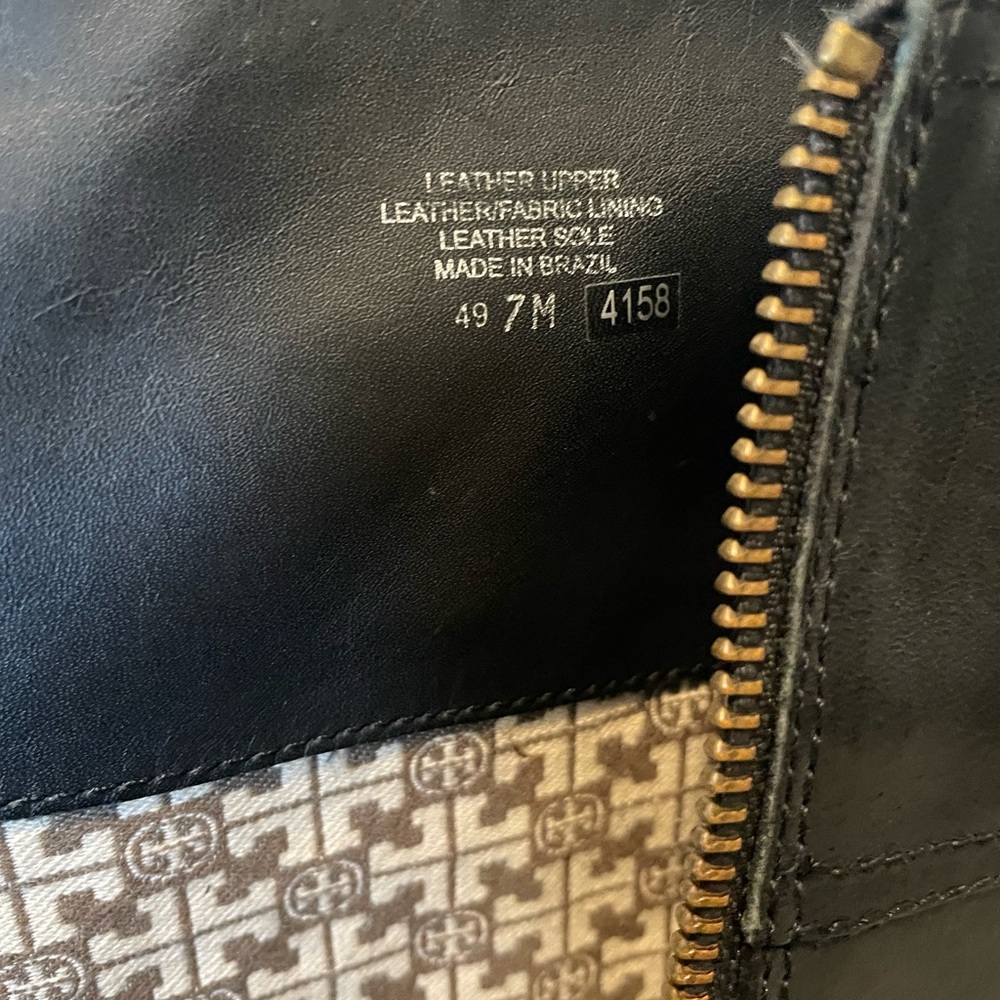 LEATHER UPPER
LEATHER/FABRIC LINING
LEATHER SOLE
MADE IN BRAZIL
49 7M 4158